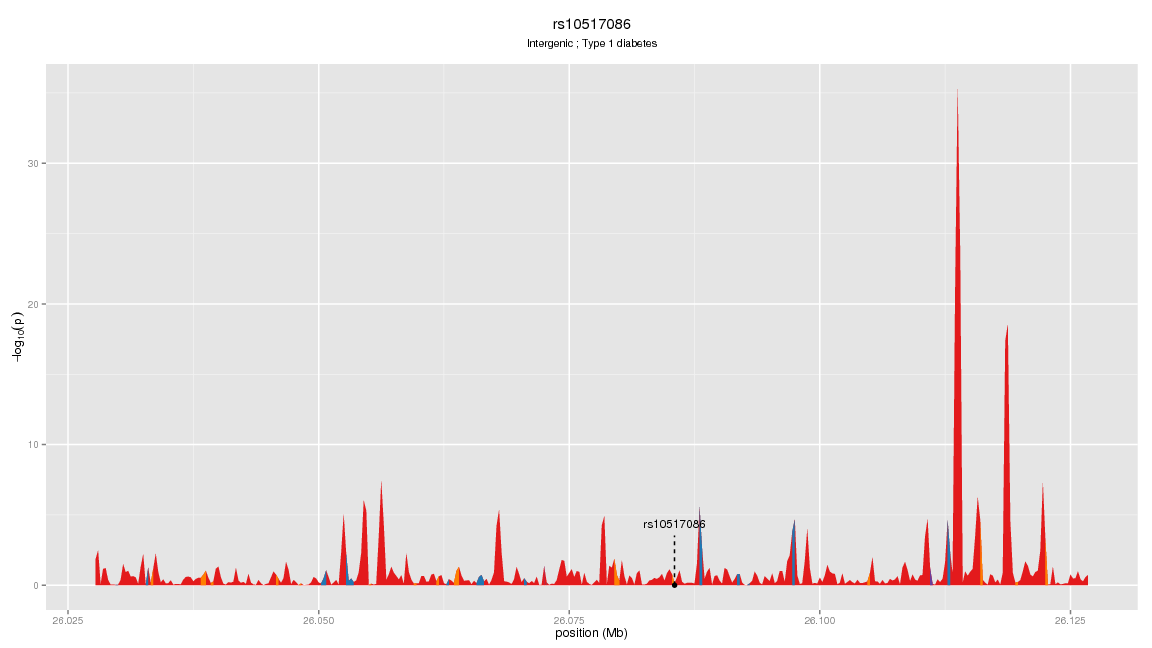 rs10517086
Intergenic ; Type 1 diabetes
−log10(p)
30
20
10
0
rs10517086
26.025
26.050
26.075
26.100
26.125
position (Mb)